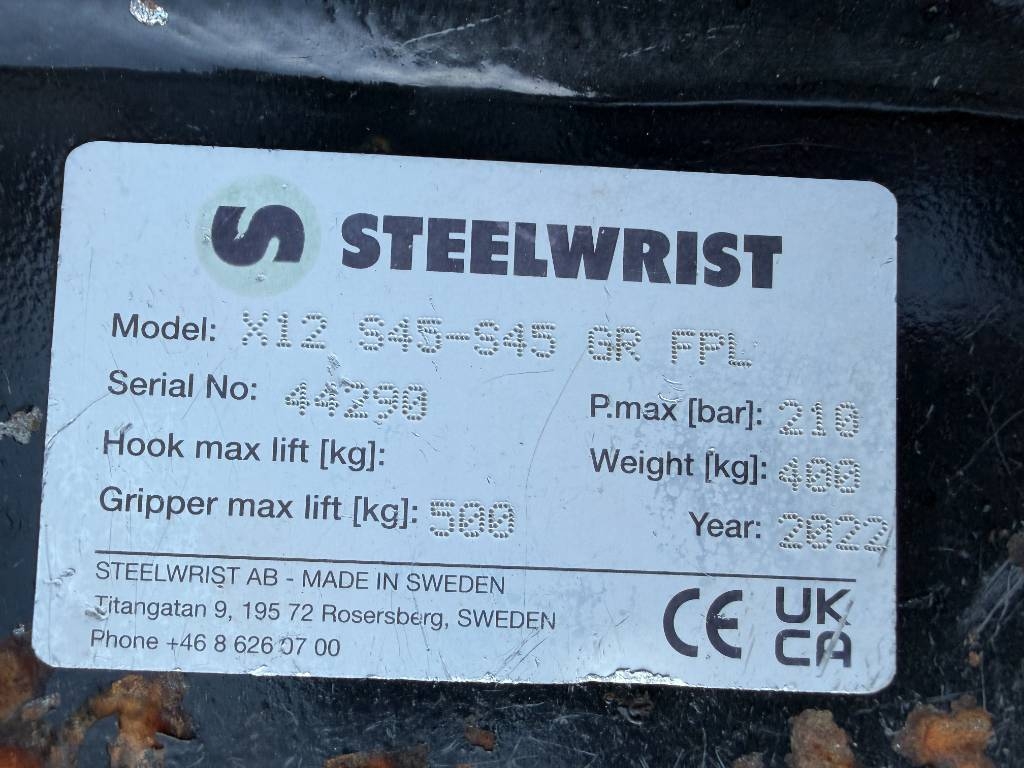 STEELWRIST
Model: X12 S45-S45 GR FPL
Serial No: 44290
P.max [bar]: 210
Hook max lift [kg]:
Weight [kg]: 400
Gripper max lift [kg]: 500
Year: 2022
STEELWRIST AB - MADE IN SWEDEN
Titangatan 9, 195 72 Rosersberg, SWEDEN
Phone +46 8 626 07 00
CE
UK
CA